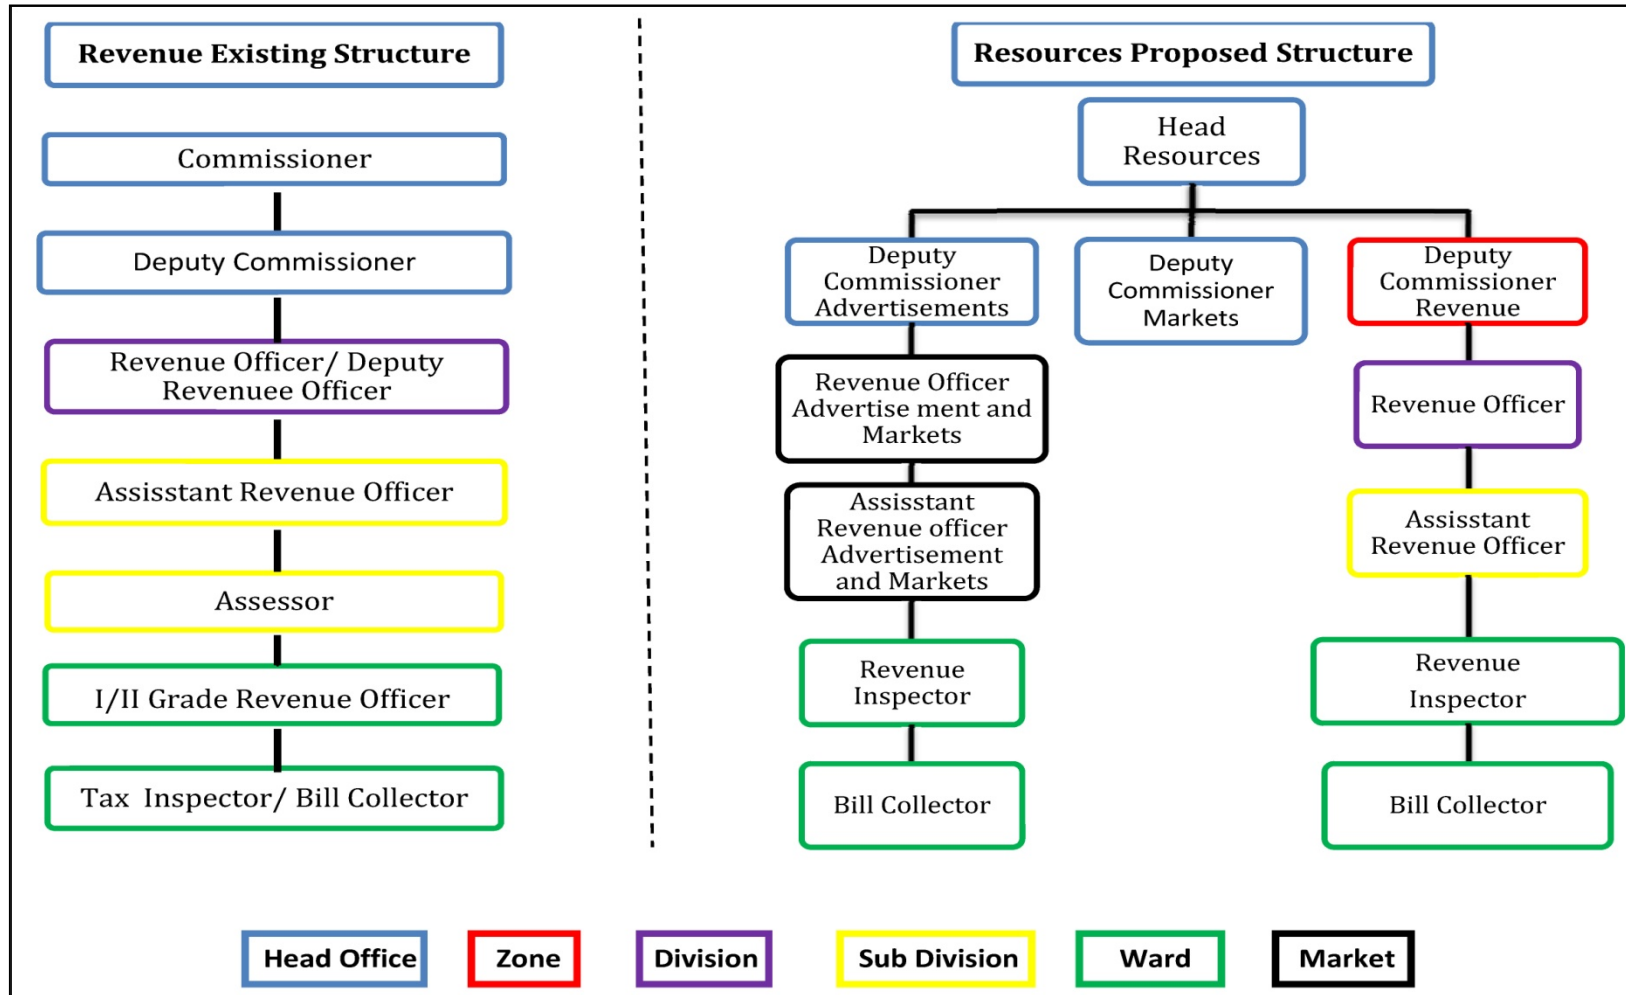 Revenue Existing Structure
Commissioner
Deputy Commissioner
Revenue Officer/ Deputy
Revenuee Officer
Assisstant Revenue Officer
Assessor
I/II Grade Revenue Officer
Tax Inspector/ Bill Collector
Resources Proposed Structure
Head
Resources
Deputy
Commissioner
Advertisements
Deputy
Commissioner
Markets
Deputy
Commissioner
Revenue
Revenue Officer
Advertise ment and
Markets
Assisstant
Revenue officer
Advertisement
and Markets
Revenue
Inspector
Bill Collector
Revenue Officer
Assisstant
Revenue Officer
Revenue
Inspector
Bill Collector
Head Office
Zone
Division
Sub Division
Ward
Market